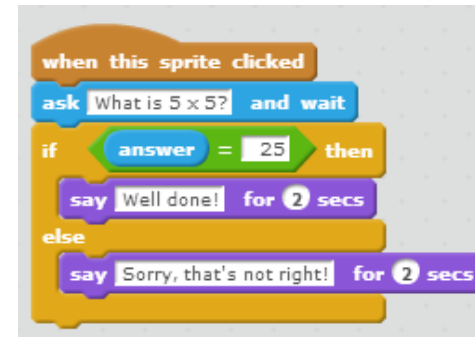 when this sprite clicked
ask What is 5 x 5? and wait
if answer = 25 then
say Well done! for 2 secs
else
say Sorry, that's not right! for 2 secs